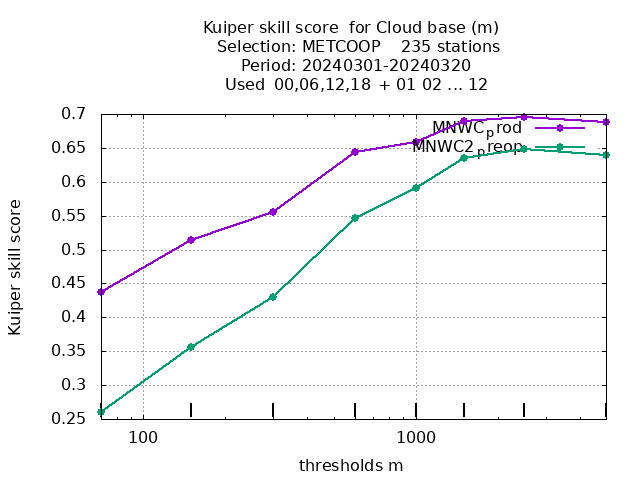 Kuiper skill score  for Cloud base (m)
Selection: METCOOP    235 stations
Period: 20240301-20240320
Used  00,06,12,18 + 01 02 ... 12
0.7
0.65
0.6
0.55
0.5
0.45
0.4
0.35
0.3
0.25
Kuiper skill score
MNWCprod
MNWC2preop
100
1000
thresholds m